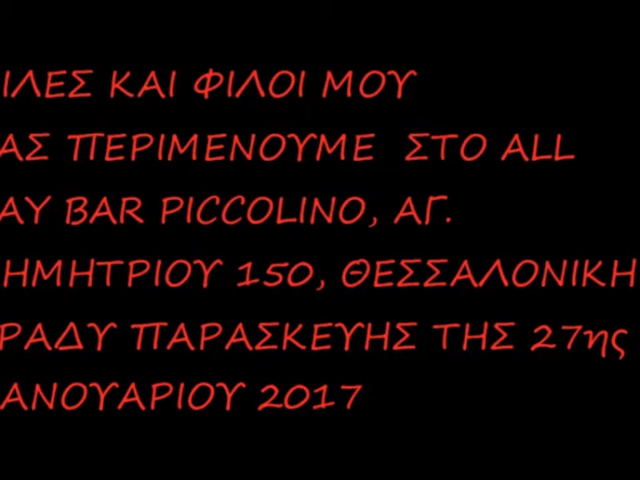 ΙΛΕΣ ΚΑΙ ΦΙΛΟΙ ΜΟΥ
ΑΣ ΠΕΡΙΜΕΝΟΥΜΕ ΣΤΟ ALL
AY BAR PICCOLINO, ΑΓ.
ΗΜΗΤΡΙΟΥ 150, ΘΕΣΣΑΛΟΝΙΚΗ
ΡΑΔΥ ΠΑΡΑΣΚΕΥΗΣ ΤΗΣ 27ης
ΑΝΟΥΑΡΙΟΥ 2017